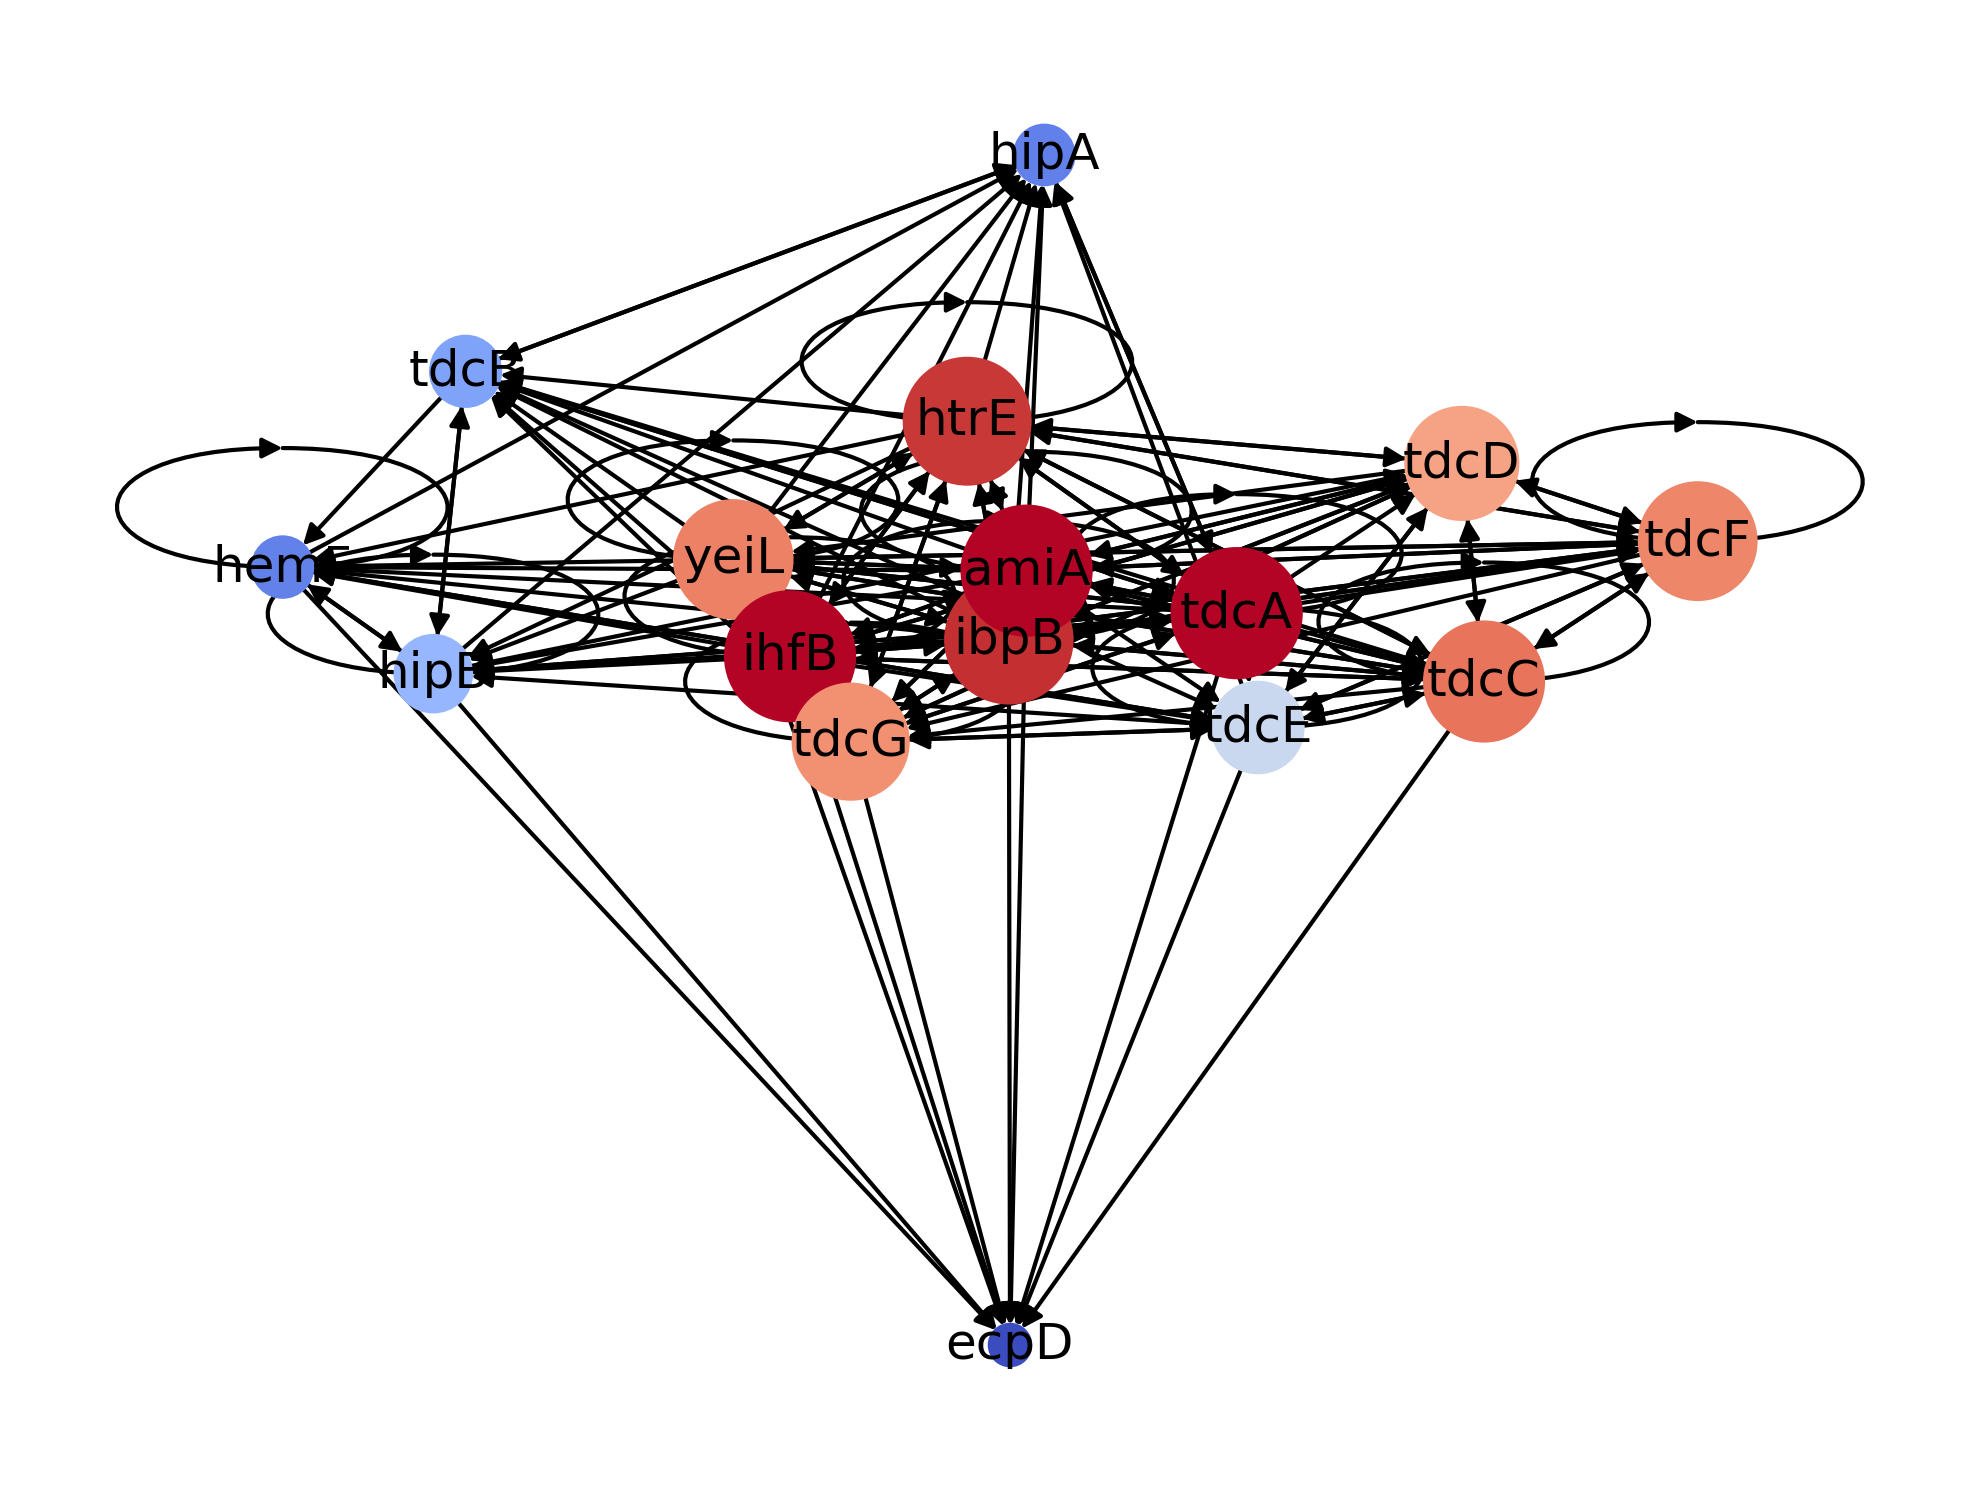 hipA
tdcB
htrE
tdcD
tdcF
yeiL
hemF
amiA
tdcA
ibpB
ihfB
hipB
tdcC
tdcG
tdcE
ecpD